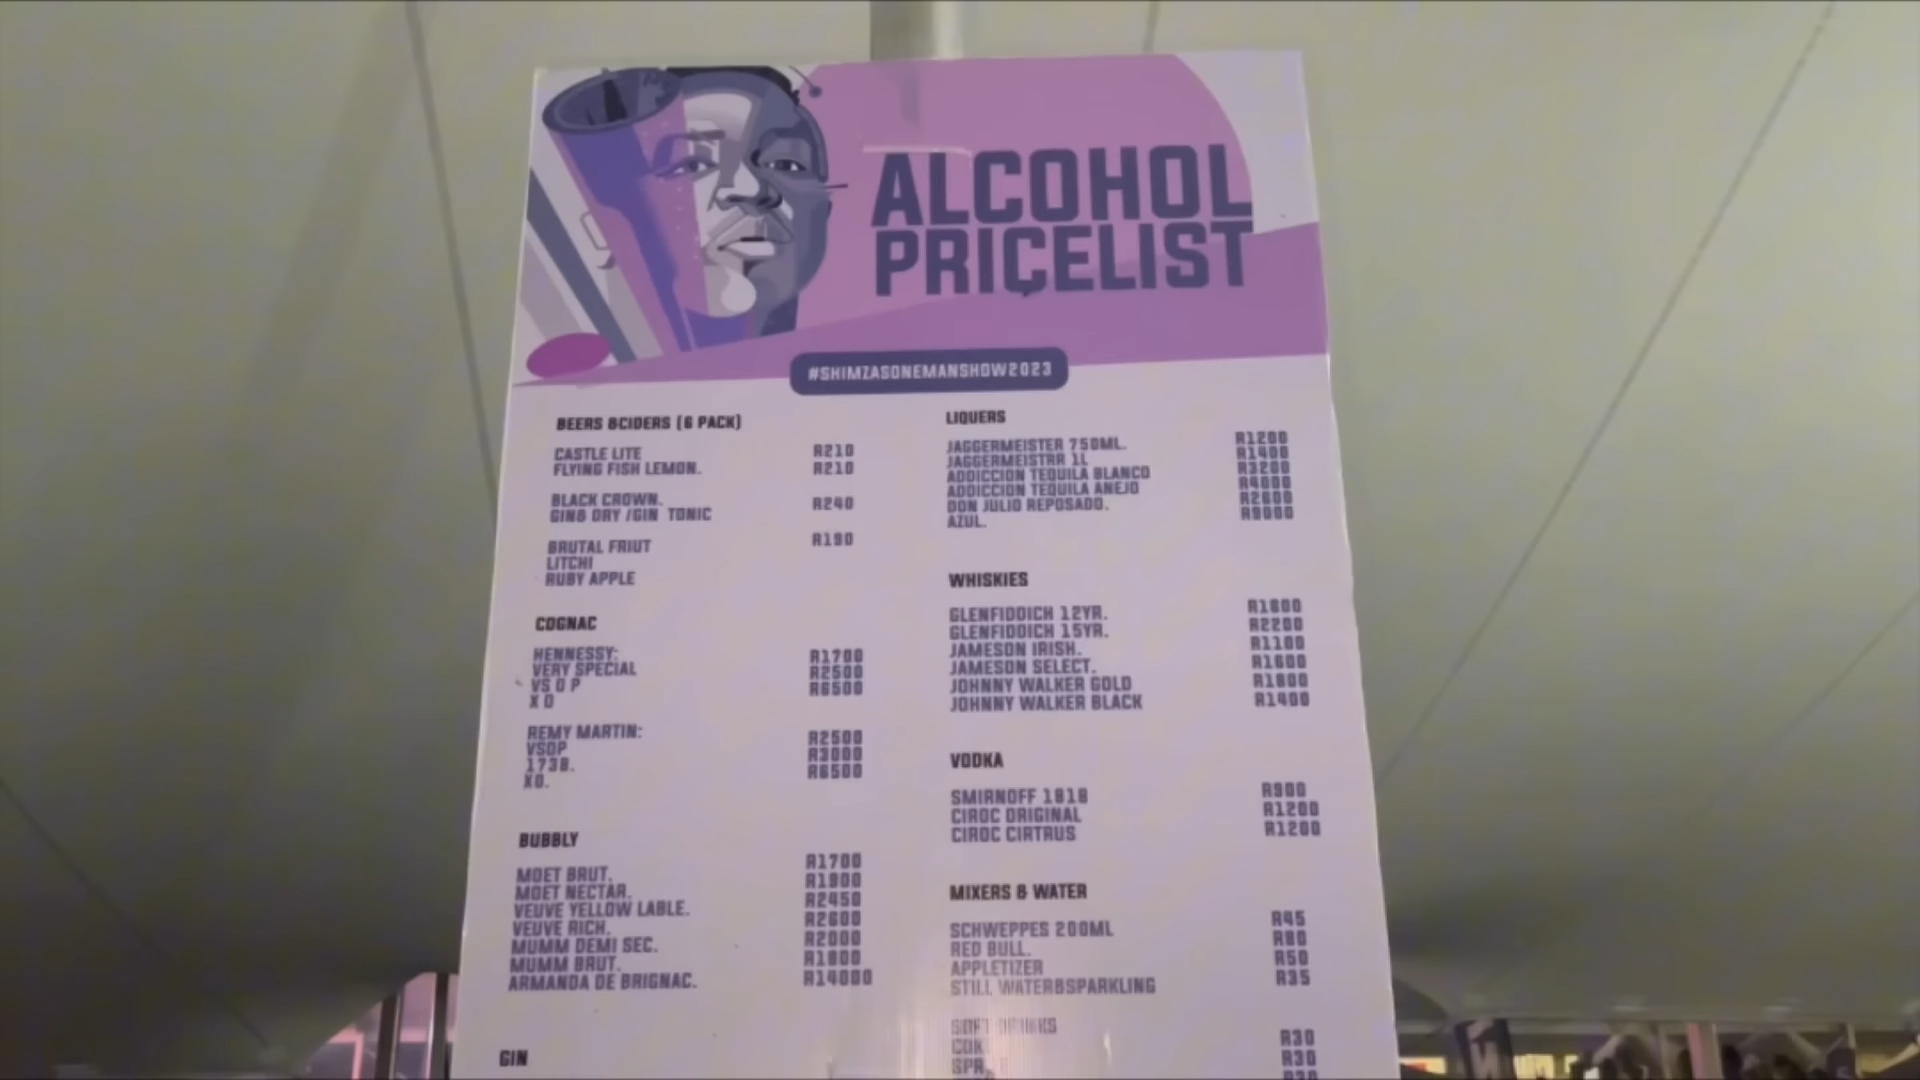 ALCOHOL
PRICELIST
#SHIMZASONEMANSHOW2023
BEERS &CIDERS (6 PACK)
CASTLE LITE R210
FLYING FISH LEMON. R210
BLACK CROWN. R240
GIN& DRY /GIN TONIC
BRUTAL FRIUT R190
LITCHI
RUBY APPLE
COGNAC
HENNESSY: R1700
VERY SPECIAL R2500
VS O P R6500
X O
REMY MARTIN: R2500
VSOP R3000
1738. R6500
XO.
BUBBLY
MOET BRUT. R1700
MOET NECTAR. R1900
VEUVE YELLOW LABLE. R2450
VEUVE RICH. R2600
MUMM DEMI SEC. R2000
MUMM BRUT. R1800
ARMANDA DE BRIGNAC. R14000
GIN
LIQUERS
JAGGERMEISTER 750ML. R1200
JAGGERMEISTRR 1L R1400
ADDICCION TEQUILA BLANCO R3200
ADDICCION TEQUILA ANEJO R4000
DON JULIO REPOSADO. R2600
AZUL. R9000
WHISKIES
GLENFIDDICH 12YR. R1600
GLENFIDDICH 15YR. R2200
JAMESON IRISH. R1100
JAMESON SELECT. R1600
JOHNNY WALKER GOLD R1800
JOHNNY WALKER BLACK R1400
VODKA
SMIRNOFF 1818 R900
CIROC ORIGINAL R1200
CIROC CIRTRUS R1200
MIXERS & WATER
SCHWEPPES 200ML R45
RED BULL. R80
APPLETIZER R50
STILL WATER&SPARKLING R35
SOFT DRINKS
R30
R30